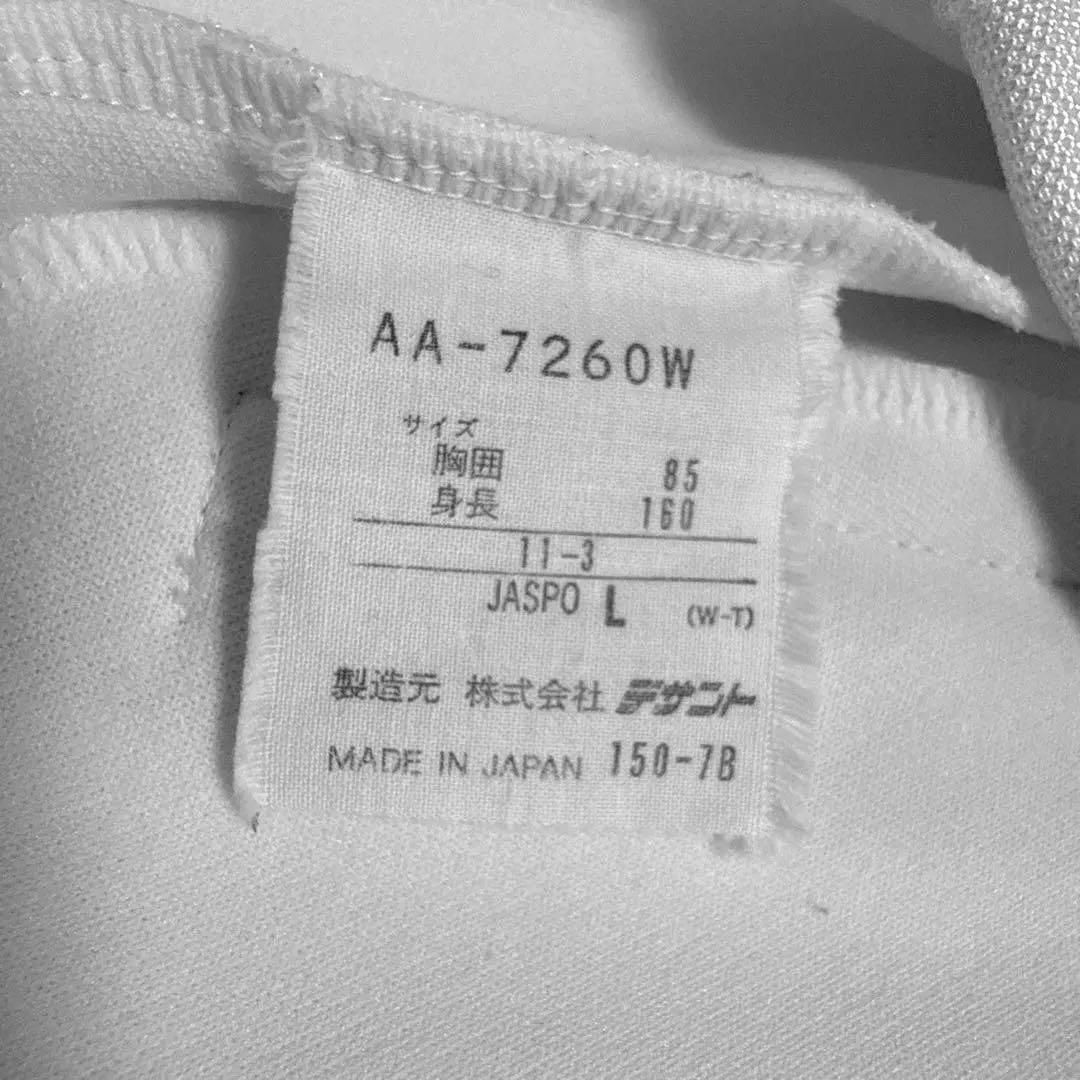 AA-7260W
サイズ
胸囲 85
身長 160
11-3
JASPO L (W-T)
製造元 株式会社デサント
MADE IN JAPAN 150-7B